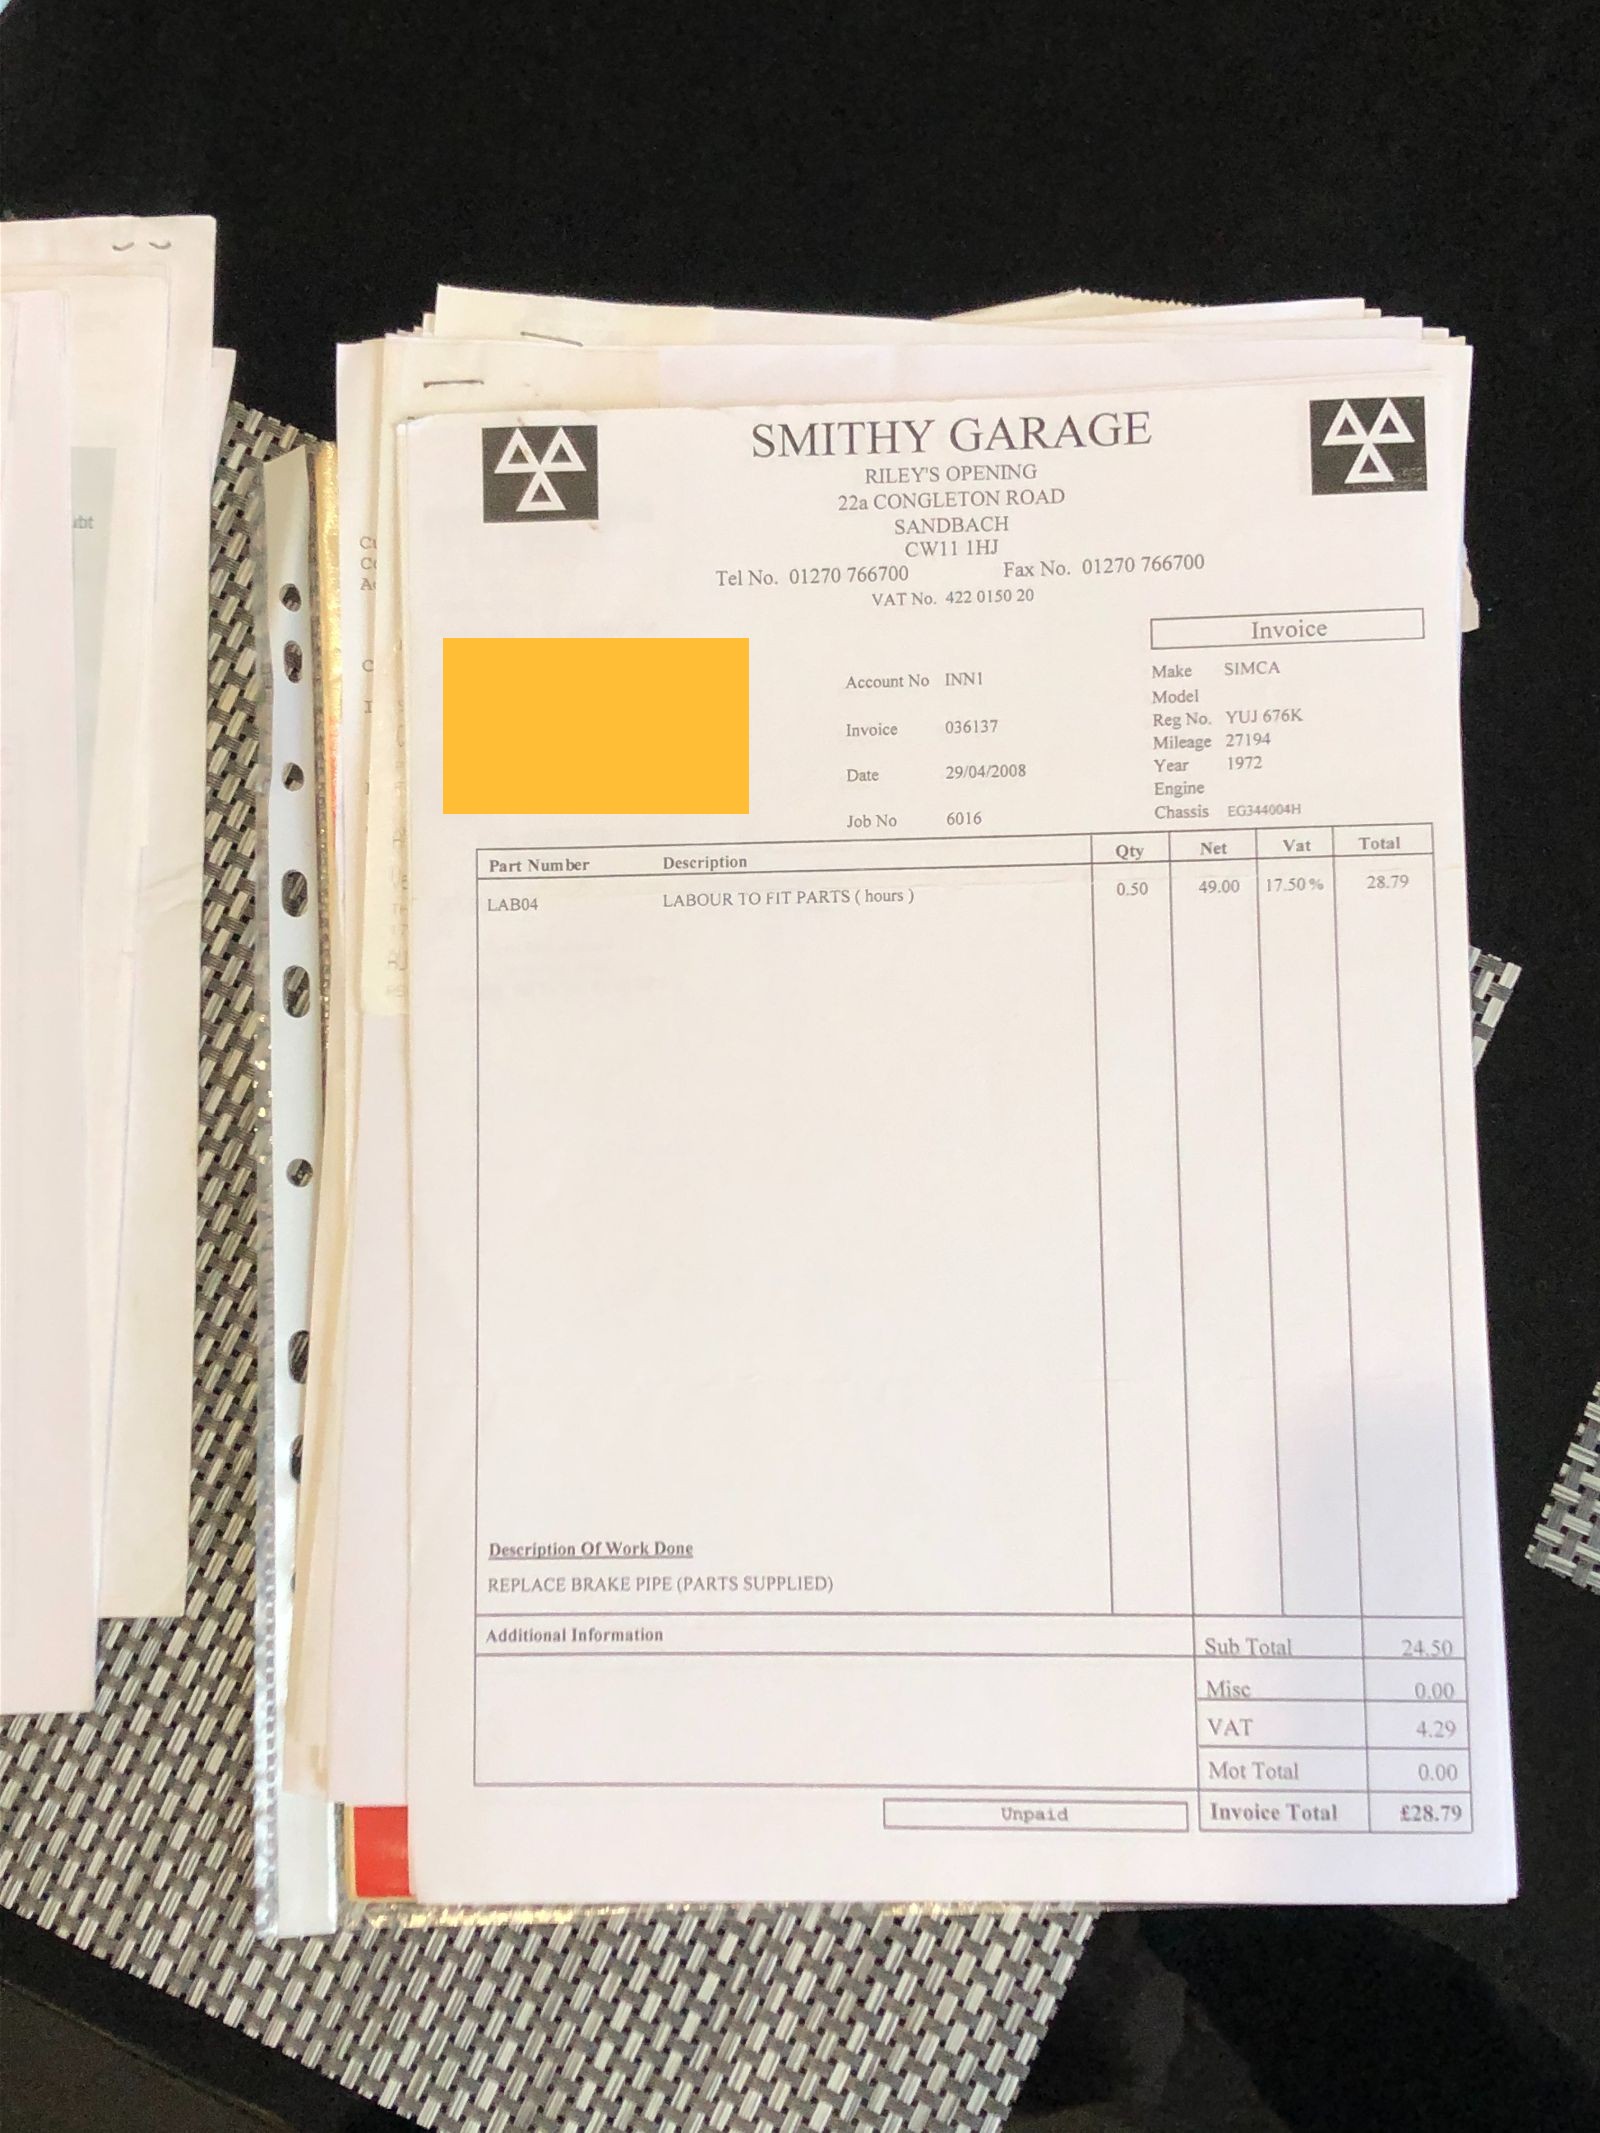 SMITHY GARAGE
RILEY'S OPENING
22a CONGLETON ROAD
SANDBACH
CW11 1HJ
Tel No. 01270 766700 Fax No. 01270 766700
VAT No. 422 0150 20
Invoice
Account No INN1
Invoice 036137
Date 29/04/2008
Job No 6016
Make SIMCA
Model
Reg No. YUJ 676K
Mileage 27194
Year 1972
Engine
Chassis EG344004H
Part Number Description Qty Net Vat Total
LAB04 LABOUR TO FIT PARTS ( hours ) 0.50 49.00 17.50 % 28.79
Description Of Work Done
REPLACE BRAKE PIPE (PARTS SUPPLIED)
Additional Information
Sub Total 24.50
Misc 0.00
VAT 4.29
Mot Total 0.00
Unpaid
Invoice Total £28.79